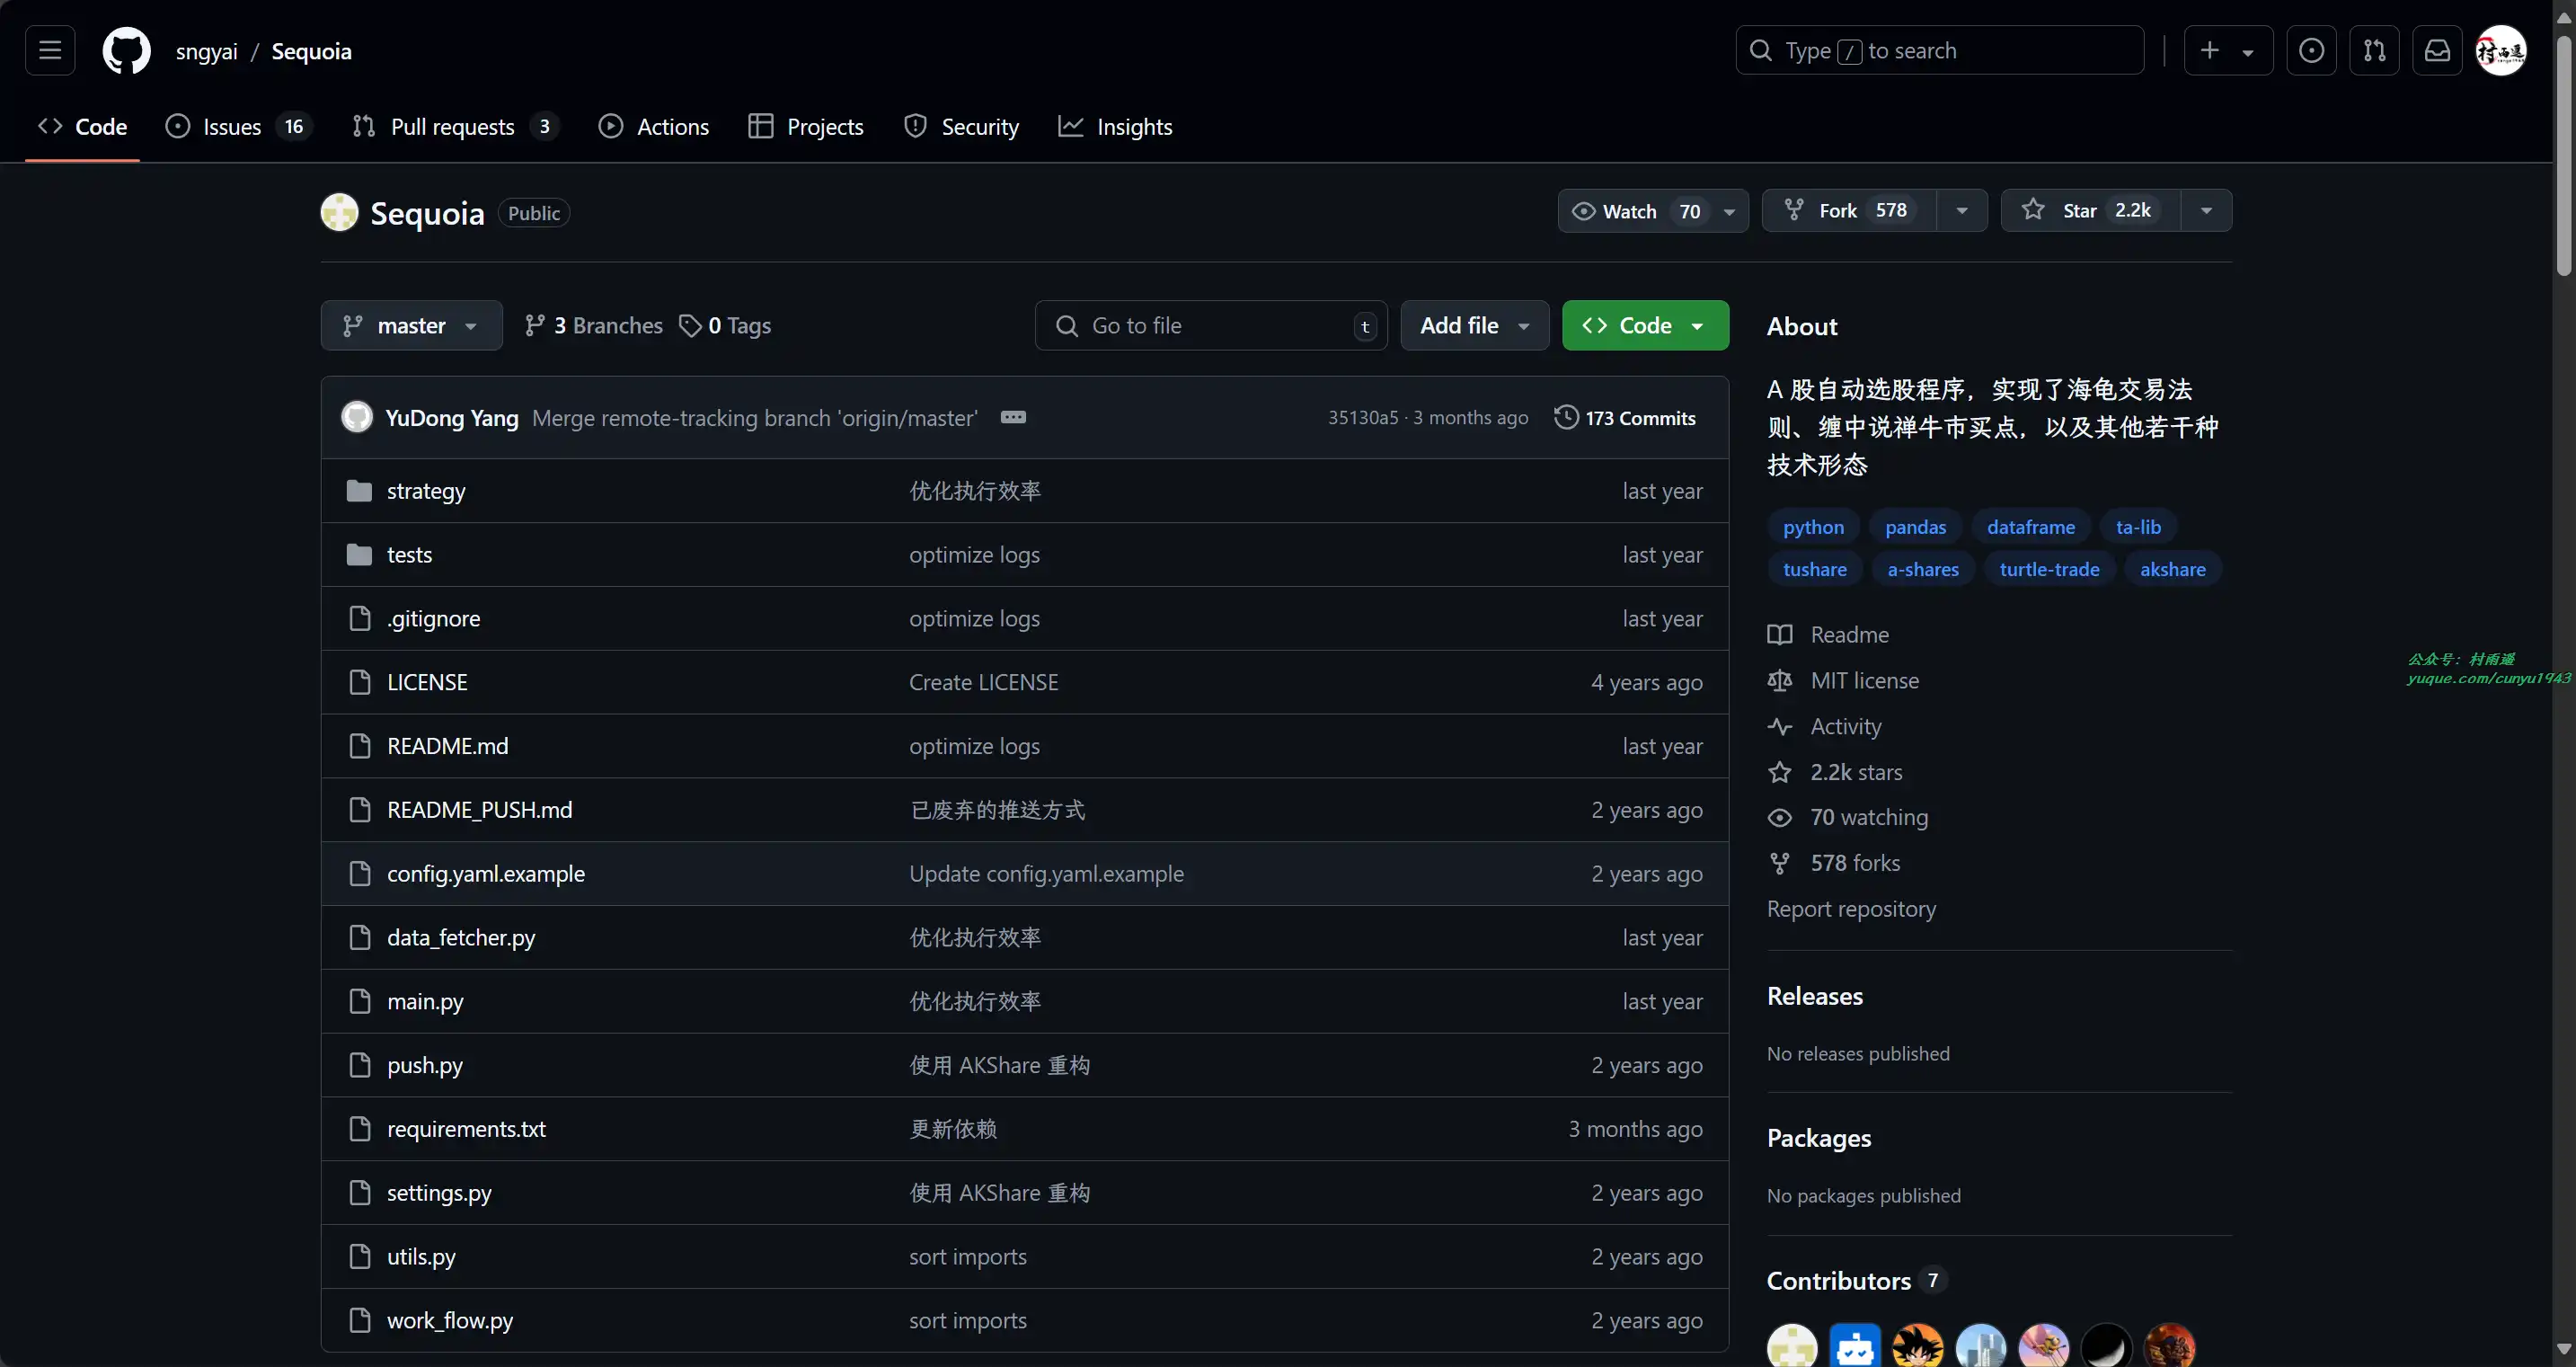 sngyai / Sequoia
Type / to search
Code
Issues 16
Pull requests 3
Actions
Projects
Security
Insights
Sequoia Public
Watch 70
Fork 578
Star 2.2k
master
3 Branches
0 Tags
Go to file t
Add file
Code
YuDong Yang Merge remote-tracking branch 'origin/master'
35130a5 · 3 months ago
173 Commits
strategy 优化执行效率 last year
tests optimize logs last year
.gitignore optimize logs last year
LICENSE Create LICENSE 4 years ago
README.md optimize logs last year
README_PUSH.md 已废弃的推送方式 2 years ago
config.yaml.example Update config.yaml.example 2 years ago
data_fetcher.py 优化执行效率 last year
main.py 优化执行效率 last year
push.py 使用 AKShare 重构 2 years ago
requirements.txt 更新依赖 3 months ago
settings.py 使用 AKShare 重构 2 years ago
utils.py sort imports 2 years ago
work_flow.py sort imports 2 years ago
About
A 股自动选股程序，实现了海龟交易法
则、缠中说禅牛市买点，以及其他若干种
技术形态
python pandas dataframe ta-lib
tushare a-shares turtle-trade akshare
Readme
MIT license
Activity
2.2k stars
70 watching
578 forks
Report repository
Releases
No releases published
Packages
No packages published
Contributors 7
公众号：村雨遥
yuque.com/cunyu1943